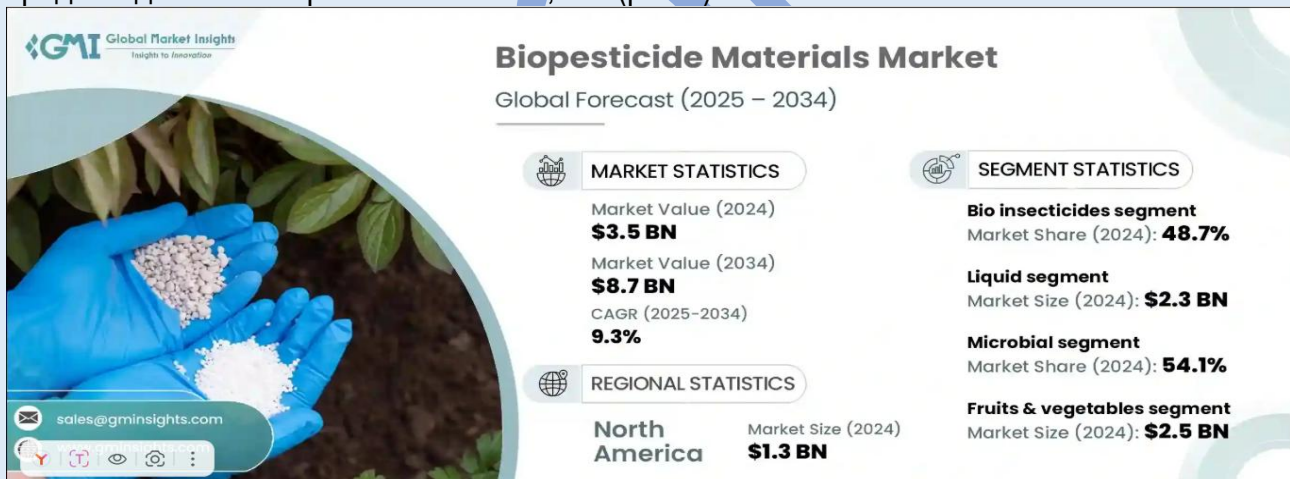 GMI Global Market Insights
Insights to Innovation
Biopesticide Materials Market
Global Forecast (2025 – 2034)
MARKET STATISTICS
Market Value (2024)
$3.5 BN
Market Value (2034)
$8.7 BN
CAGR (2025-2034)
9.3%
REGIONAL STATISTICS
North
America
Market Size (2024)
$1.3 BN
SEGMENT STATISTICS
Bio insecticides segment
Market Share (2024): 48.7%
Liquid segment
Market Size (2024): $2.3 BN
Microbial segment
Market Share (2024): 54.1%
Fruits & vegetables segment
Market Size (2024): $2.5 BN
sales@gminsights.com
www.gminsights.com